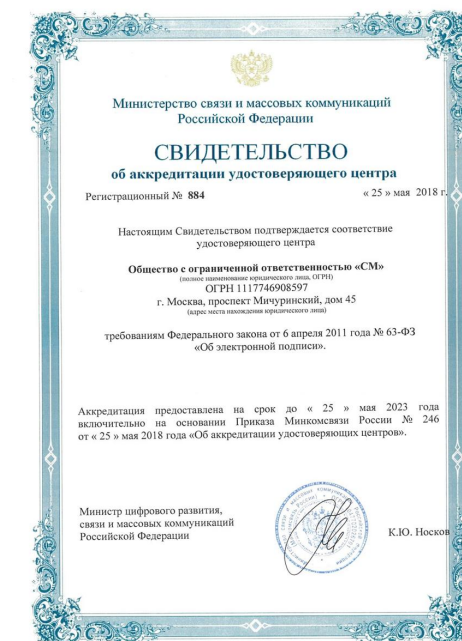 Министерство связи и массовых коммуникаций
Российской Федерации
СВИДЕТЕЛЬСТВО
об аккредитации удостоверяющего центра
Регистрационный № 884
« 25 » мая 2018 г.
Настоящим Свидетельством подтверждается соответствие
удостоверяющего центра
Общество с ограниченной ответственностью «СМ»
(полное наименование юридического лица, ОГРН)
ОГРН 1117746908597
г. Москва, проспект Мичуринский, дом 45
(адрес места нахождения юридического лица)
требованиям Федерального закона от 6 апреля 2011 года № 63-ФЗ
«Об электронной подписи».
Аккредитация предоставлена на срок до « 25 » мая 2023 года
включительно на основании Приказа Минкомсвязи России № 246
от « 25 » мая 2018 года «Об аккредитации удостоверяющих центров».
Министр цифрового развития,
связи и массовых коммуникаций
Российской Федерации
К.Ю. Носков